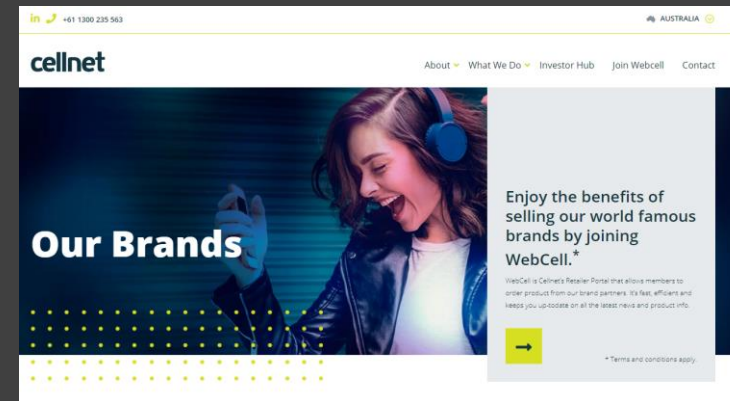 in +61 1300 235 563
AUSTRALIA
cellnet
About What We Do Investor Hub Join Webcell Contact
Our Brands
Enjoy the benefits of
selling our world famous
brands by joining
WebCell.*
WebCell is Cellnet's Retailer Portal that allows members to
order product from our brand partners. It's fast, efficient and
keeps you up-todate on all the latest news and product info.
* Terms and conditions apply.